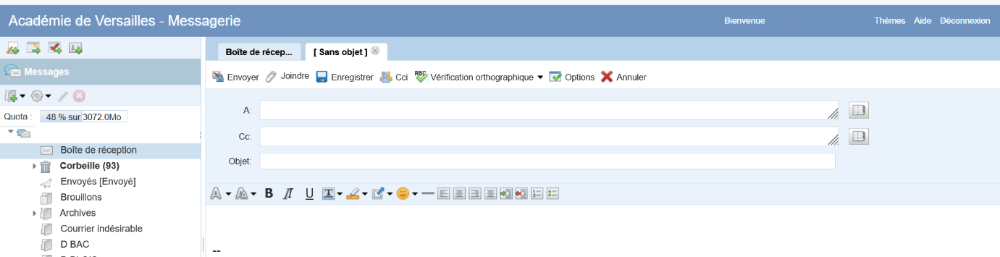 Académie de Versailles - Messagerie
Bienvenue
Thèmes Aide Déconnexion
Boîte de récep... [ Sans objet ]
Messages
Envoyer Joindre Enregistrer Cci ABC Vérification orthographique Options Annuler
Quota : 48 % sur 3072.0Mo
A:
Cc:
Objet:
Boîte de réception
Corbeille (93)
Envoyés [Envoyé]
Brouillons
Archives
Courrier indésirable
D BAC
A A B I U T
--